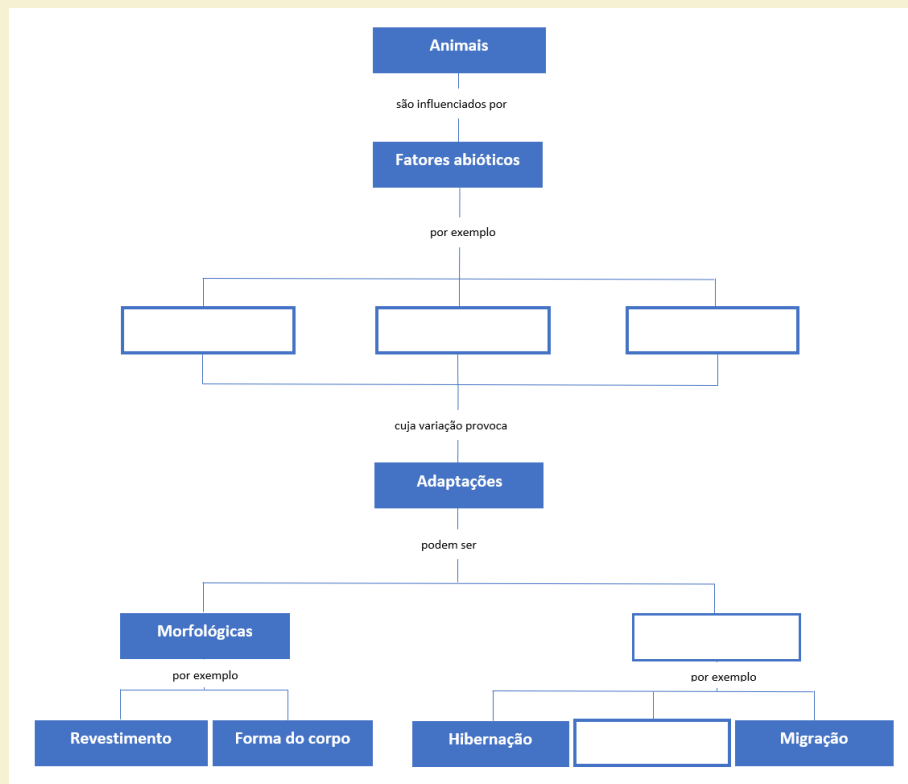 Animais
são influenciados por
Fatores abióticos
por exemplo
cuja variação provoca
Adaptações
podem ser
Morfológicas
por exemplo
por exemplo
Revestimento
Forma do corpo
Hibernação
Migração